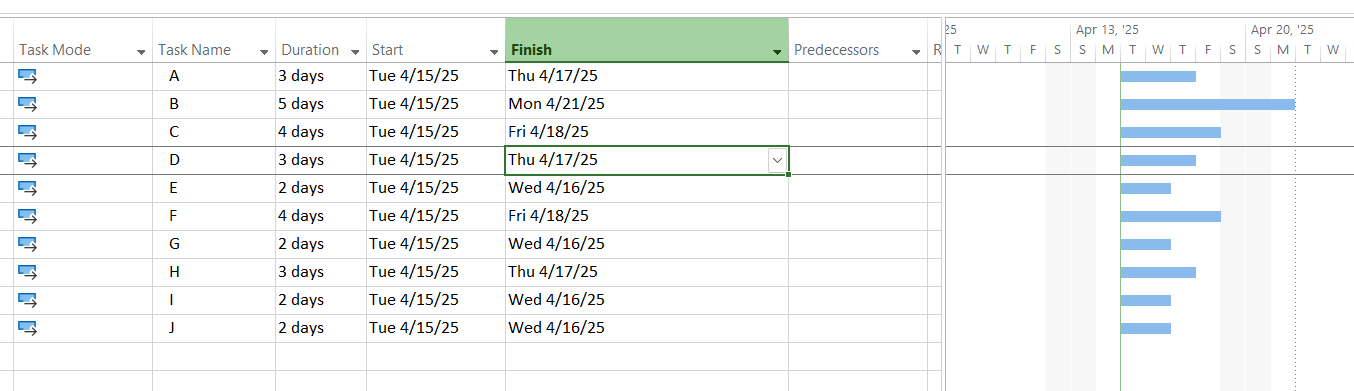 25 Apr 13, '25 Apr 20, '25
Task Mode Task Name Duration Start Finish Predecessors R T W T F S S M T W T F S S M T W
A 3 days Tue 4/15/25 Thu 4/17/25
B 5 days Tue 4/15/25 Mon 4/21/25
C 4 days Tue 4/15/25 Fri 4/18/25
D 3 days Tue 4/15/25 Thu 4/17/25
E 2 days Tue 4/15/25 Wed 4/16/25
F 4 days Tue 4/15/25 Fri 4/18/25
G 2 days Tue 4/15/25 Wed 4/16/25
H 3 days Tue 4/15/25 Thu 4/17/25
I 2 days Tue 4/15/25 Wed 4/16/25
J 2 days Tue 4/15/25 Wed 4/16/25